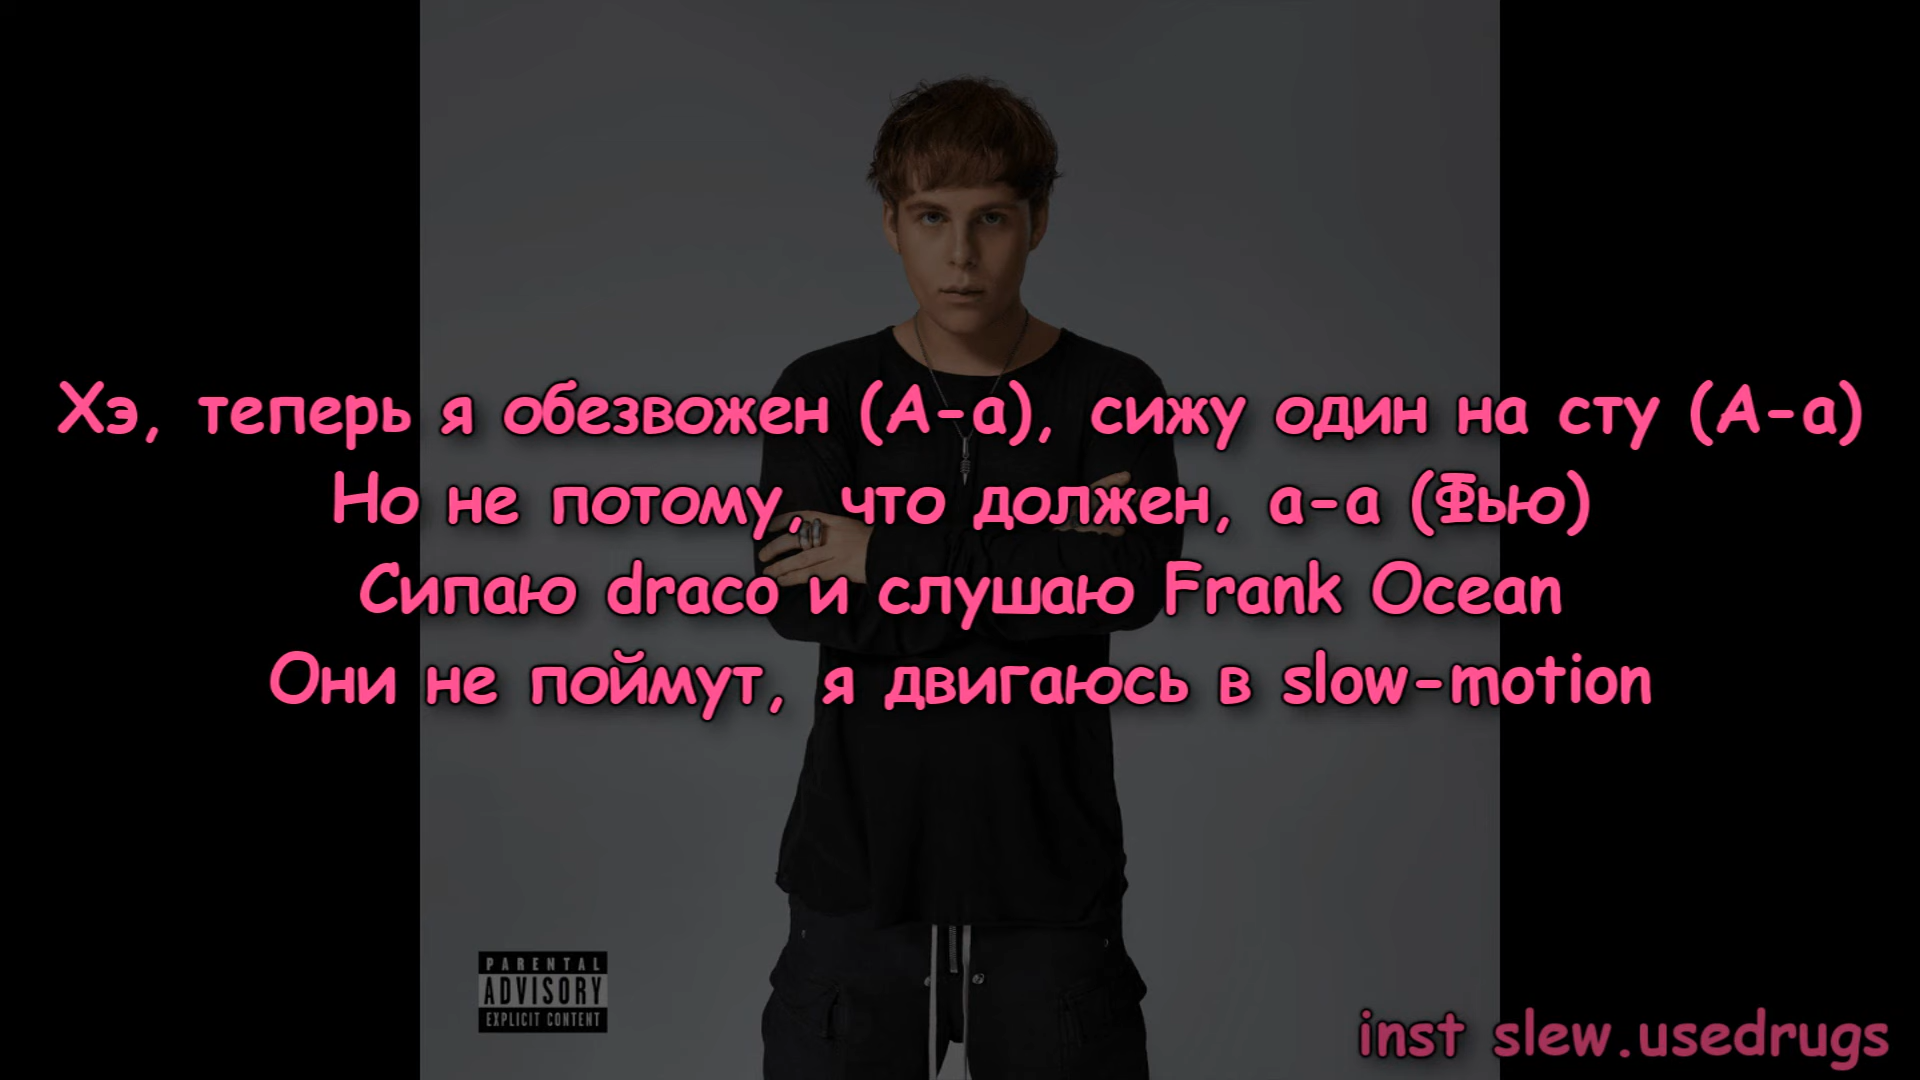 Хэ, теперь я обезвожен (А-а), сижу один на сту (А-а)
Но не потому, что должен, а-а (Фью)
Сипаю draco и слушаю Frank Ocean
Они не поймут, я двигаюсь в slow-motion
PARENTAL
ADVISORY
EXPLICIT CONTENT
inst slew.usedrugs